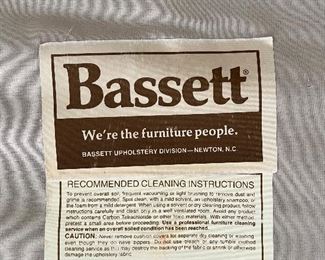 Bassett®
We're the furniture people.
BASSETT UPHOLSTERY DIVISION—NEWTON, N.C.
RECOMMENDED CLEANING INSTRUCTIONS
To prevent overall soil, frequent vacuuming or light brushing to remove dust and
grime is recommended. Spot clean, with a mild solvent, an upholstery shampoo, or
the foam from a mild detergent. When using a solvent or dry cleaning product, follow
instructions carefully and clean only in a well ventilated room. Avoid any product
which contains Carbon Tetrachloride or other toxic materials. With either method,
pretest a small area before proceeding. Use a professional furniture cleaning
service when an overall soiled condition has been reached.
CAUTION: Never remove cushion covers for separate dry cleaning or washing
even though they do have zippers. Do not use bleach or any tumble method
cleaning service as this may destroy the backing of the fabric or shrink or otherwise
damage the upholstery fabric.